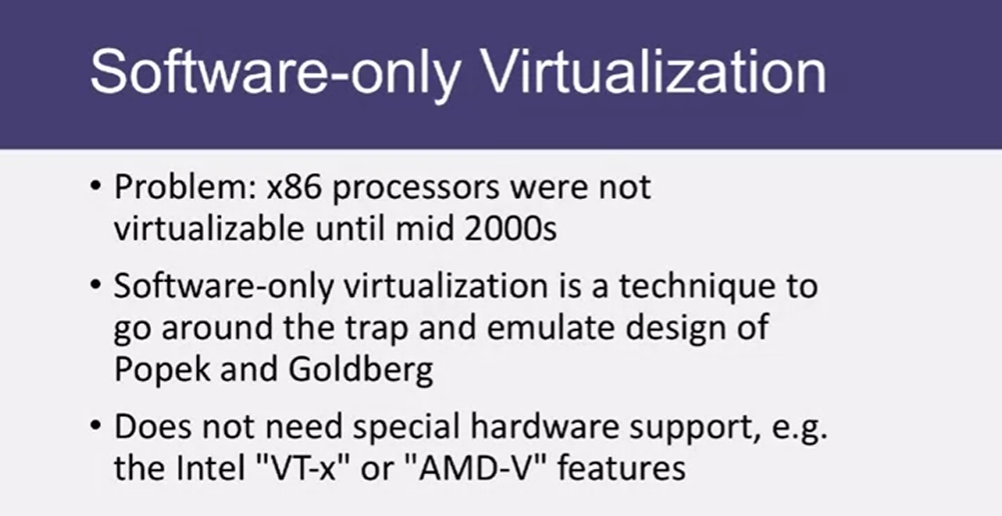 Software-only Virtualization
• Problem: x86 processors were not
virtualizable until mid 2000s
• Software-only virtualization is a technique to
go around the trap and emulate design of
Popek and Goldberg
• Does not need special hardware support, e.g.
the Intel "VT-x" or "AMD-V" features